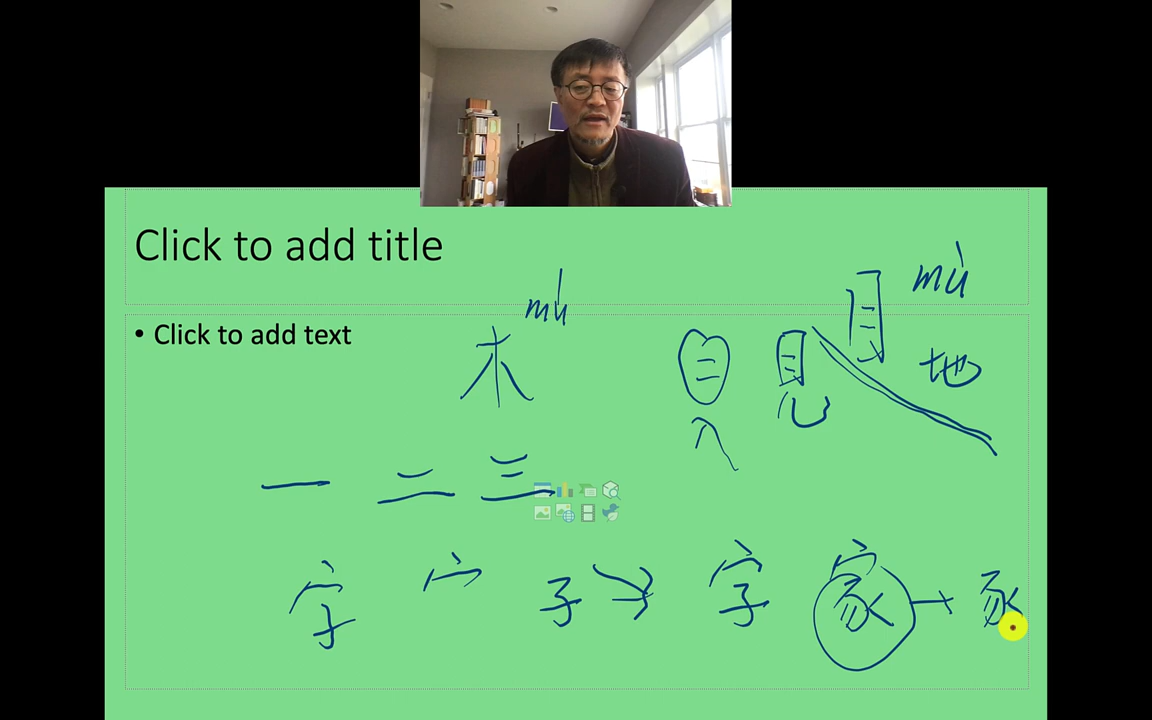 Click to add title
mù
• Click to add text
mù
木
目
地
一 二 三
字 宀 子 → 字 家 → 豕